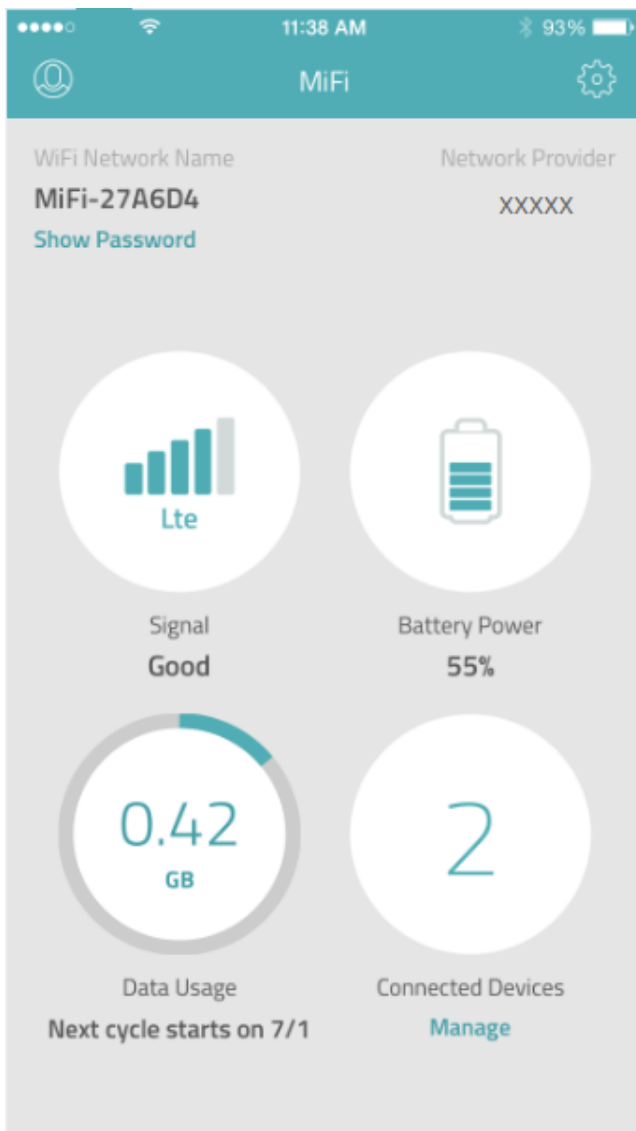 11:38 AM 93%
MiFi
WiFi Network Name Network Provider
MiFi-27A6D4 XXXXX
Show Password
Lte
Signal Battery Power
Good 55%
0.42 2
GB
Data Usage Connected Devices
Next cycle starts on 7/1 Manage